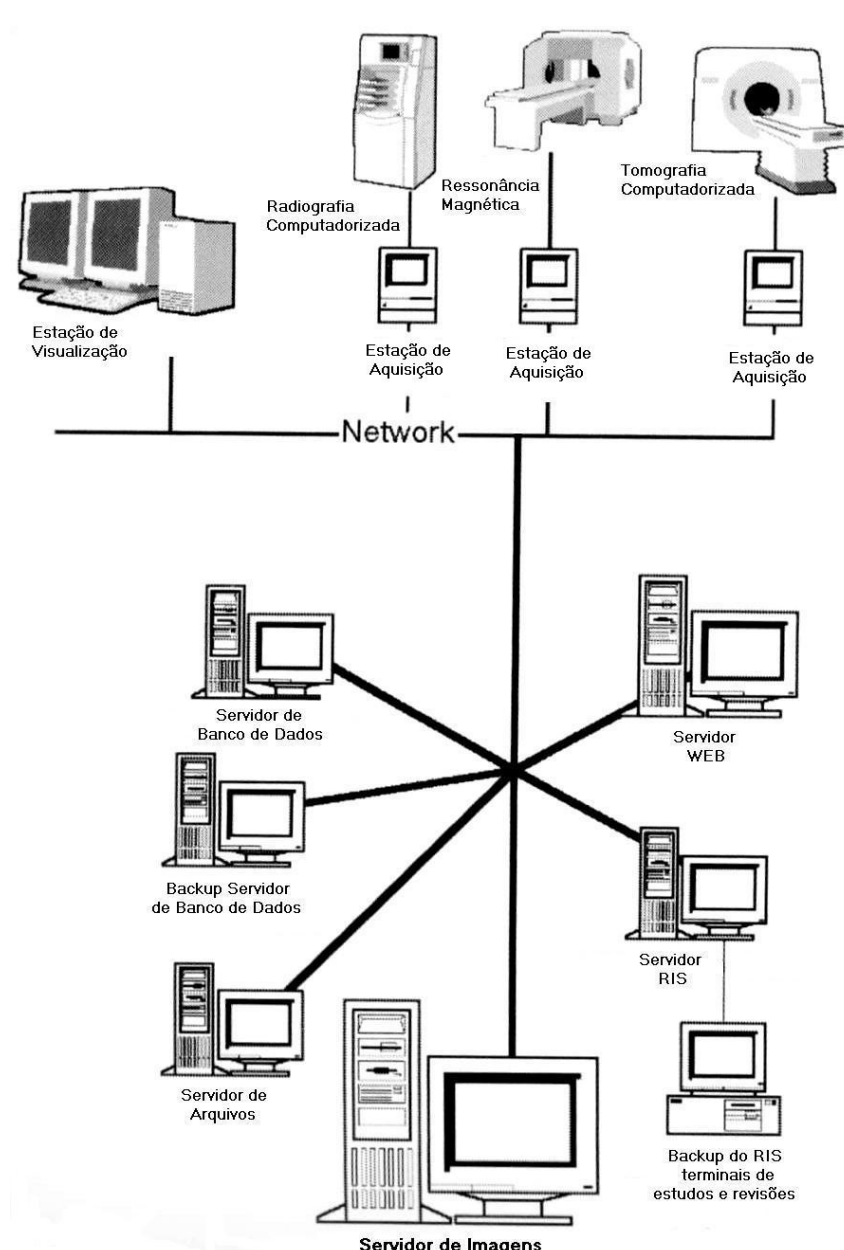 Radiografia
Computadorizada
Ressonância
Magnética
Tomografia
Computadorizada
Estação de
Visualização
Estação de
Aquisição
Estação de
Aquisição
Estação de
Aquisição
Network
Servidor de
Banco de Dados
Servidor
WEB
Backup Servidor
de Banco de Dados
Servidor
RIS
Servidor de
Arquivos
Backup do RIS
terminais de
estudos e revisões
Servidor de Imagens